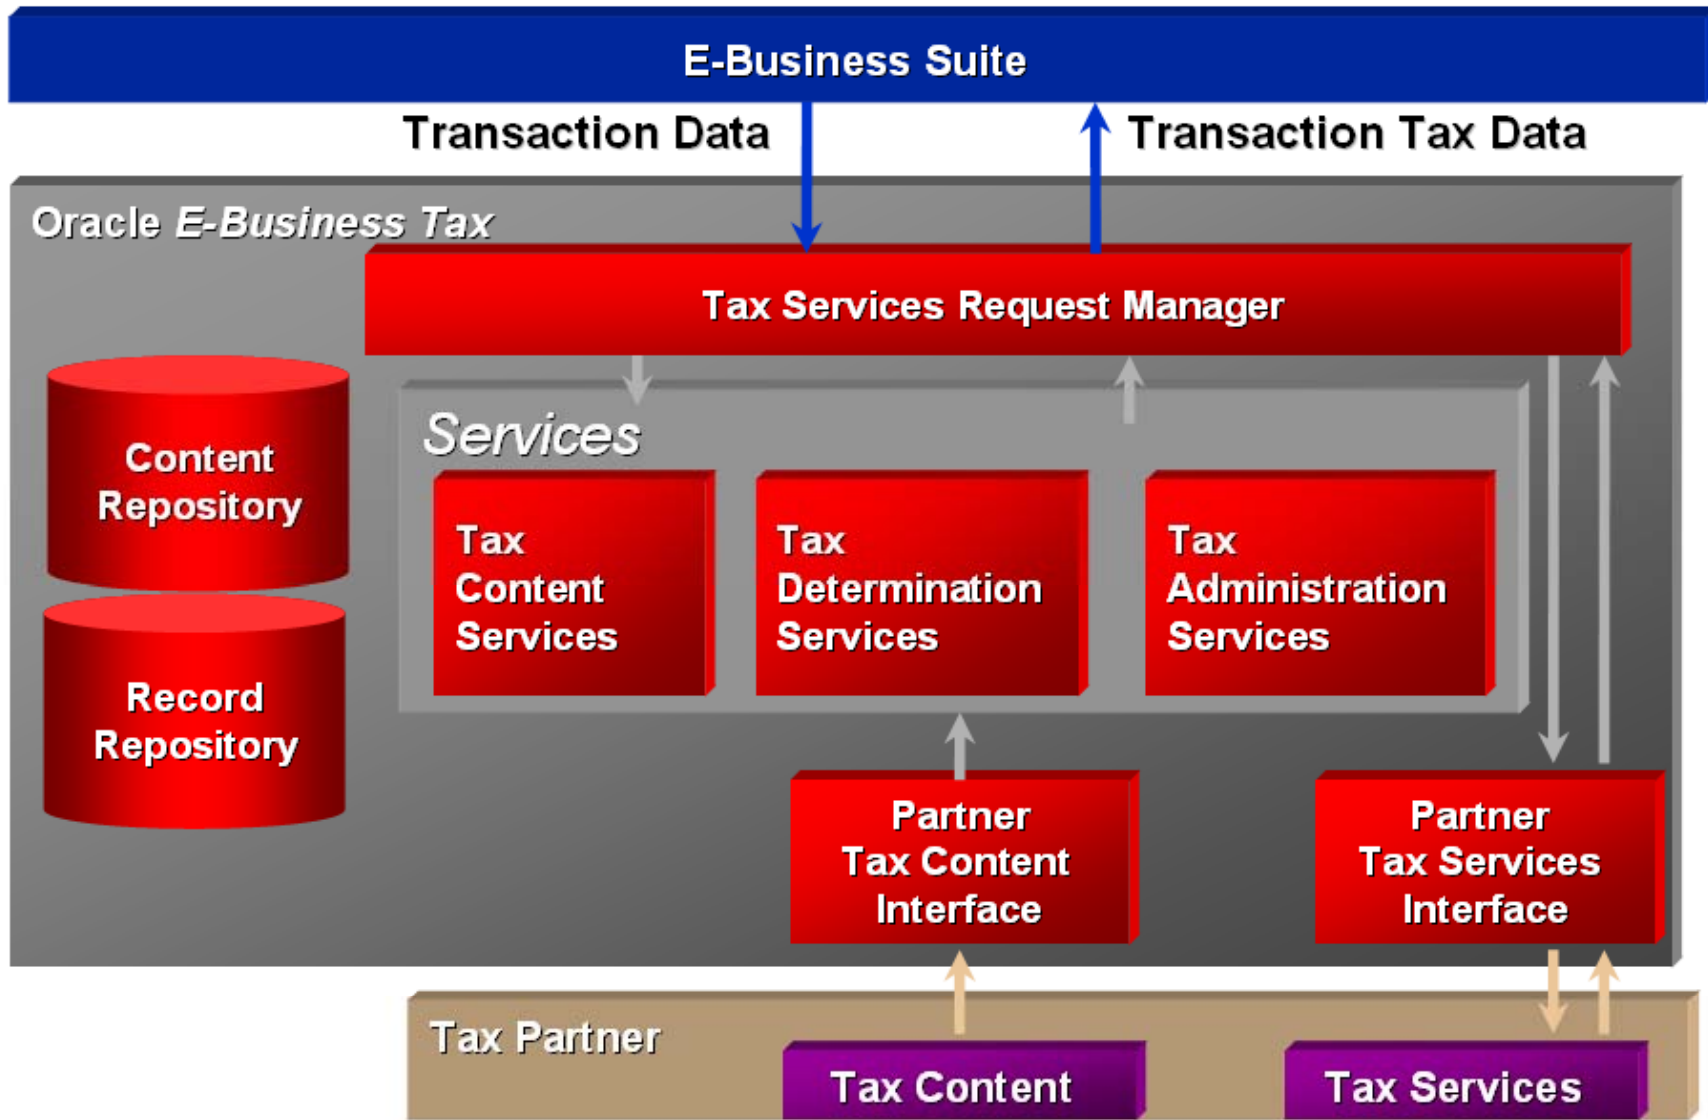 E-Business Suite
Transaction Data
Transaction Tax Data
Oracle E-Business Tax
Tax Services Request Manager
Content
Repository
Record
Repository
Services
Tax
Content
Services
Tax
Determination
Services
Tax
Administration
Services
Partner
Tax Content
Interface
Partner
Tax Services
Interface
Tax Partner
Tax Content
Tax Services